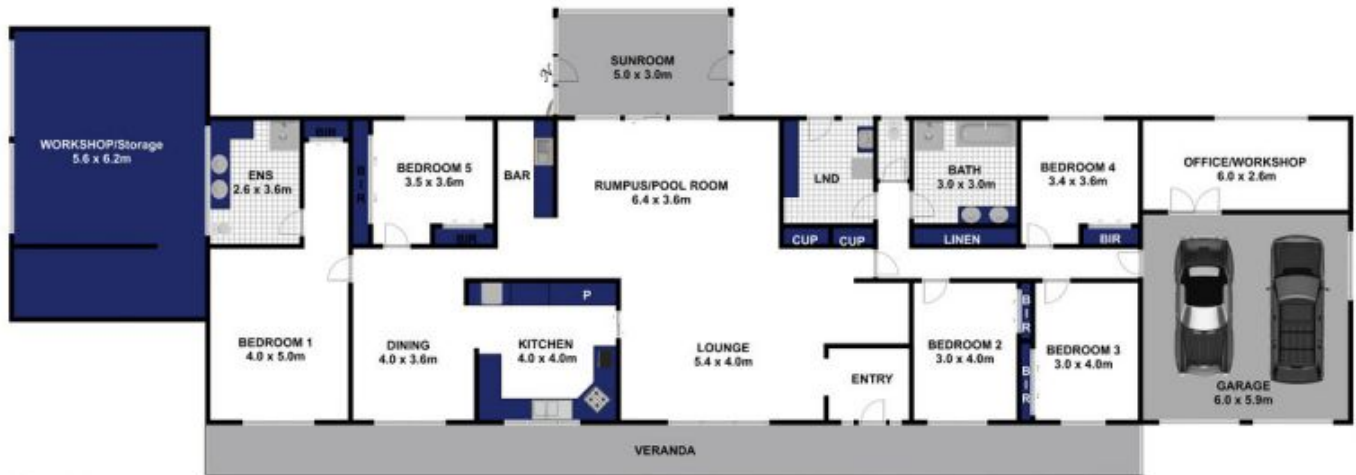 SUNROOM
5.0 x 3.0m
WORKSHOP/Storage
5.6 x 6.2m
ENS
2.6 x 3.6m
BIR
BIR
BEDROOM 5
3.5 x 3.6m
BIR
BAR
RUMPUS/POOL ROOM
6.4 x 3.6m
LND
CUP
CUP
BATH
3.0 x 3.0m
LINEN
BEDROOM 4
3.4 x 3.6m
BIR
OFFICE/WORKSHOP
6.0 x 2.6m
BEDROOM 1
4.0 x 5.0m
DINING
4.0 x 3.6m
P
KITCHEN
4.0 x 4.0m
LOUNGE
5.4 x 4.0m
ENTRY
BEDROOM 2
3.0 x 4.0m
BIR
BIR
BEDROOM 3
3.0 x 4.0m
GARAGE
6.0 x 5.9m
VERANDA